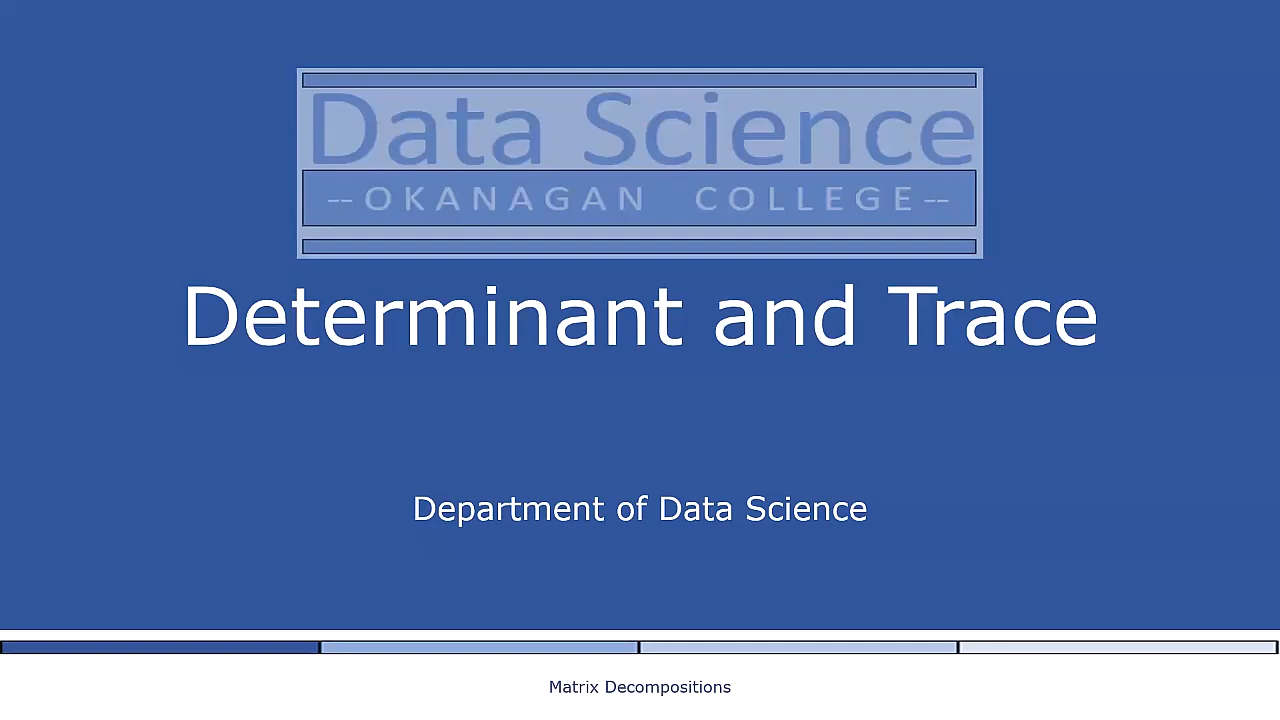 Data Science
--OKANAGAN COLLEGE--
Determinant and Trace
Department of Data Science
Matrix Decompositions